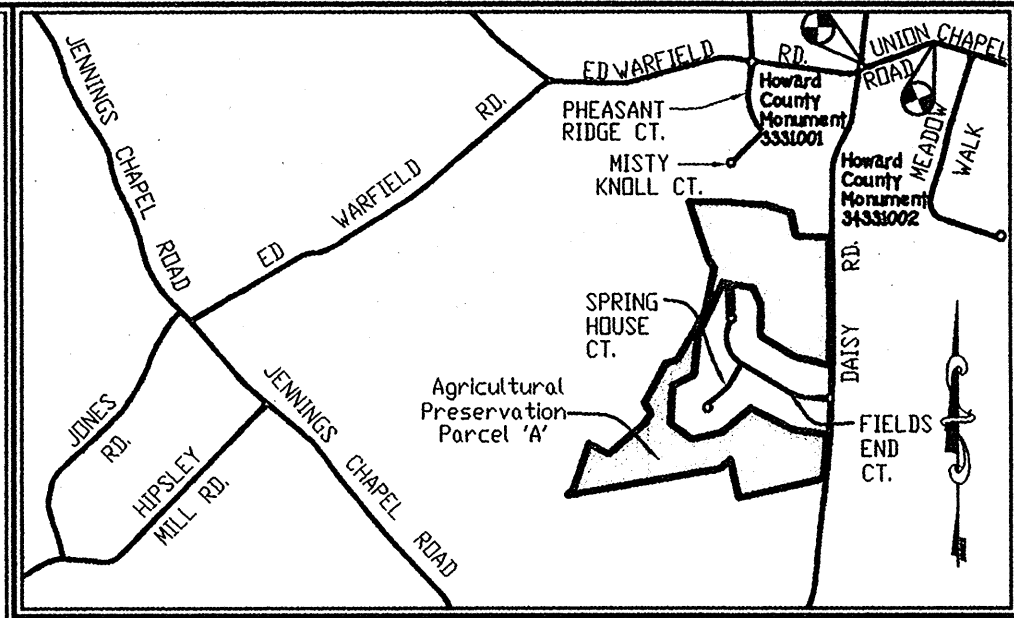 JENNINGS
CHAPEL
ROAD
ED WARFIELD
RD.
UNION CHAPEL
ROAD
PHEASANT
RIDGE CT.
Howard
County
Monument
3331001
MISTY
KNOLL CT.
Howard
County
Monument
34331002
MEADOW
WALK
ED WARFIELD
RD.
DAISY
RD.
SPRING
HOUSE
CT.
Agricultural
Preservation
Parcel 'A'
FIELDS
END
CT.
JONES
RD.
HIPSLEY
MILL RD.
JENNINGS
CHAPEL
ROAD